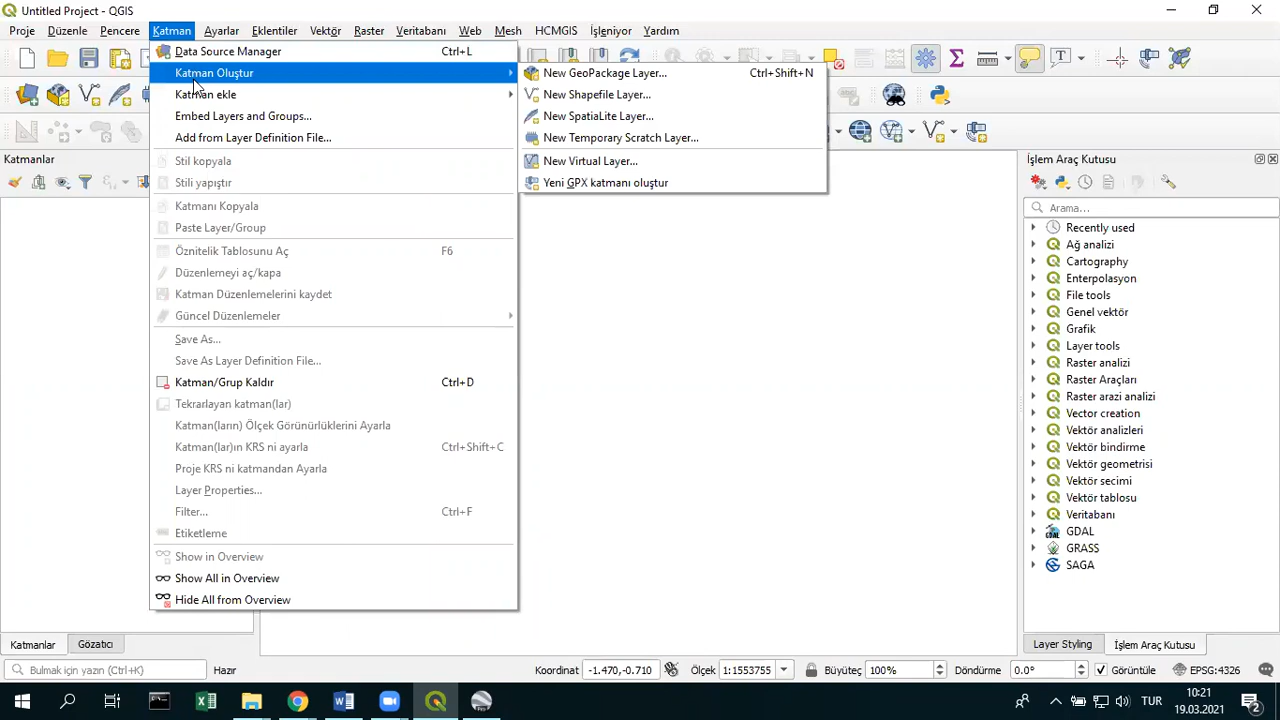 Untitled Project - QGIS
Proje Düzenle Pencere Katman Ayarlar Eklentiler Vektör Raster Veritabanı Web Mesh HCMGIS İşleniyor Yardım
Data Source Manager Ctrl+L
Katman Oluştur
Katman ekle
Embed Layers and Groups...
Add from Layer Definition File...
Stil kopyala
Stili yapıştır
Katmanı Kopyala
Paste Layer/Group
Öznitelik Tablosunu Aç F6
Düzenlemeyi aç/kapa
Katman Düzenlemelerini kaydet
Güncel Düzenlemeler
Save As...
Save As Layer Definition File...
Katman/Grup Kaldır Ctrl+D
Tekrarlayan katman(lar)
Katman(ların) Ölçek Görünürlüklerini Ayarla
Katman(lar)ın KRS ni ayarla Ctrl+Shift+C
Proje KRS ni katmandan Ayarla
Layer Properties...
Filter... Ctrl+F
Etiketleme
Show in Overview
Show All in Overview
Hide All from Overview
New GeoPackage Layer... Ctrl+Shift+N
New Shapefile Layer...
New SpatiaLite Layer...
New Temporary Scratch Layer...
New Virtual Layer...
Yeni GPX katmanı oluştur
Katmanlar
İşlem Araç Kutusu
Arama...
Recently used
Ağ analizi
Cartography
Enterpolasyon
File tools
Genel vektör
Grafik
Layer tools
Raster analizi
Raster Araçları
Raster arazi analizi
Vector creation
Vektör analizleri
Vektör bindirme
Vektör geometrisi
Vektör secimi
Vektör tablosu
Veritabanı
GDAL
GRASS
SAGA
Katmanlar Gözatıcı
Layer Styling İşlem Araç Kutusu
Bulmak için yazın (Ctrl+K) Hazır Koordinat -1.470,-0.710 Ölçek 1:1553755 Büyüteç 100% Döndürme 0.0° Görüntüle EPSG:4326
TUR 10:21
19.03.2021
2